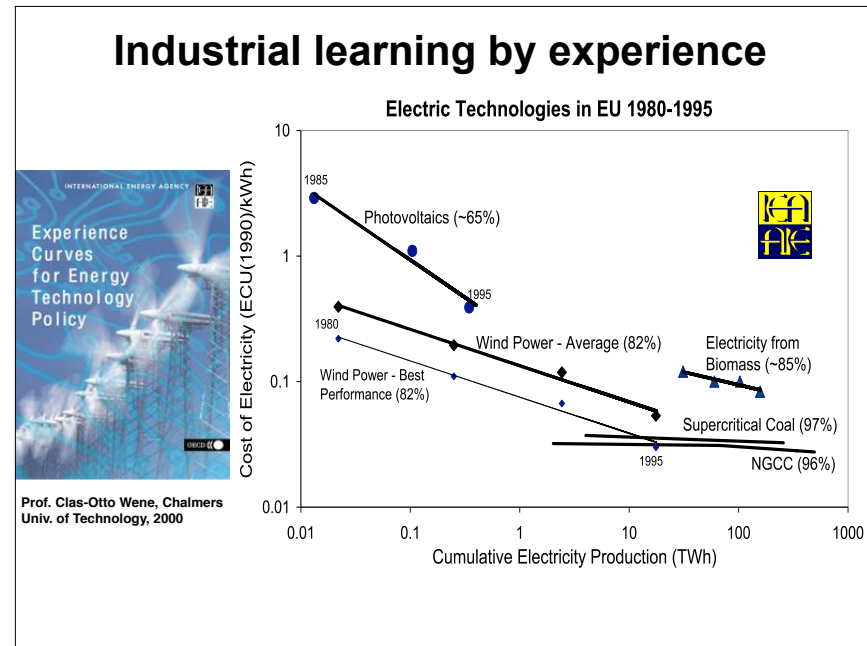 Industrial learning by experience
INTERNATIONAL ENERGY AGENCY
Experience
Curves
for Energy
Technology
Policy
OECD
Prof. Clas-Otto Wene, Chalmers
Univ. of Technology, 2000
Electric Technologies in EU 1980-1995
Cost of Electricity (ECU(1990)/kWh)
10
1
0.1
0.01
1985
Photovoltaics (~65%)
1995
1980
Wind Power - Average (82%)
Wind Power - Best
Performance (82%)
Electricity from
Biomass (~85%)
Supercritical Coal (97%)
1995
NGCC (96%)
IEA
AIE
0.01
0.1
1
10
100
1000
Cumulative Electricity Production (TWh)